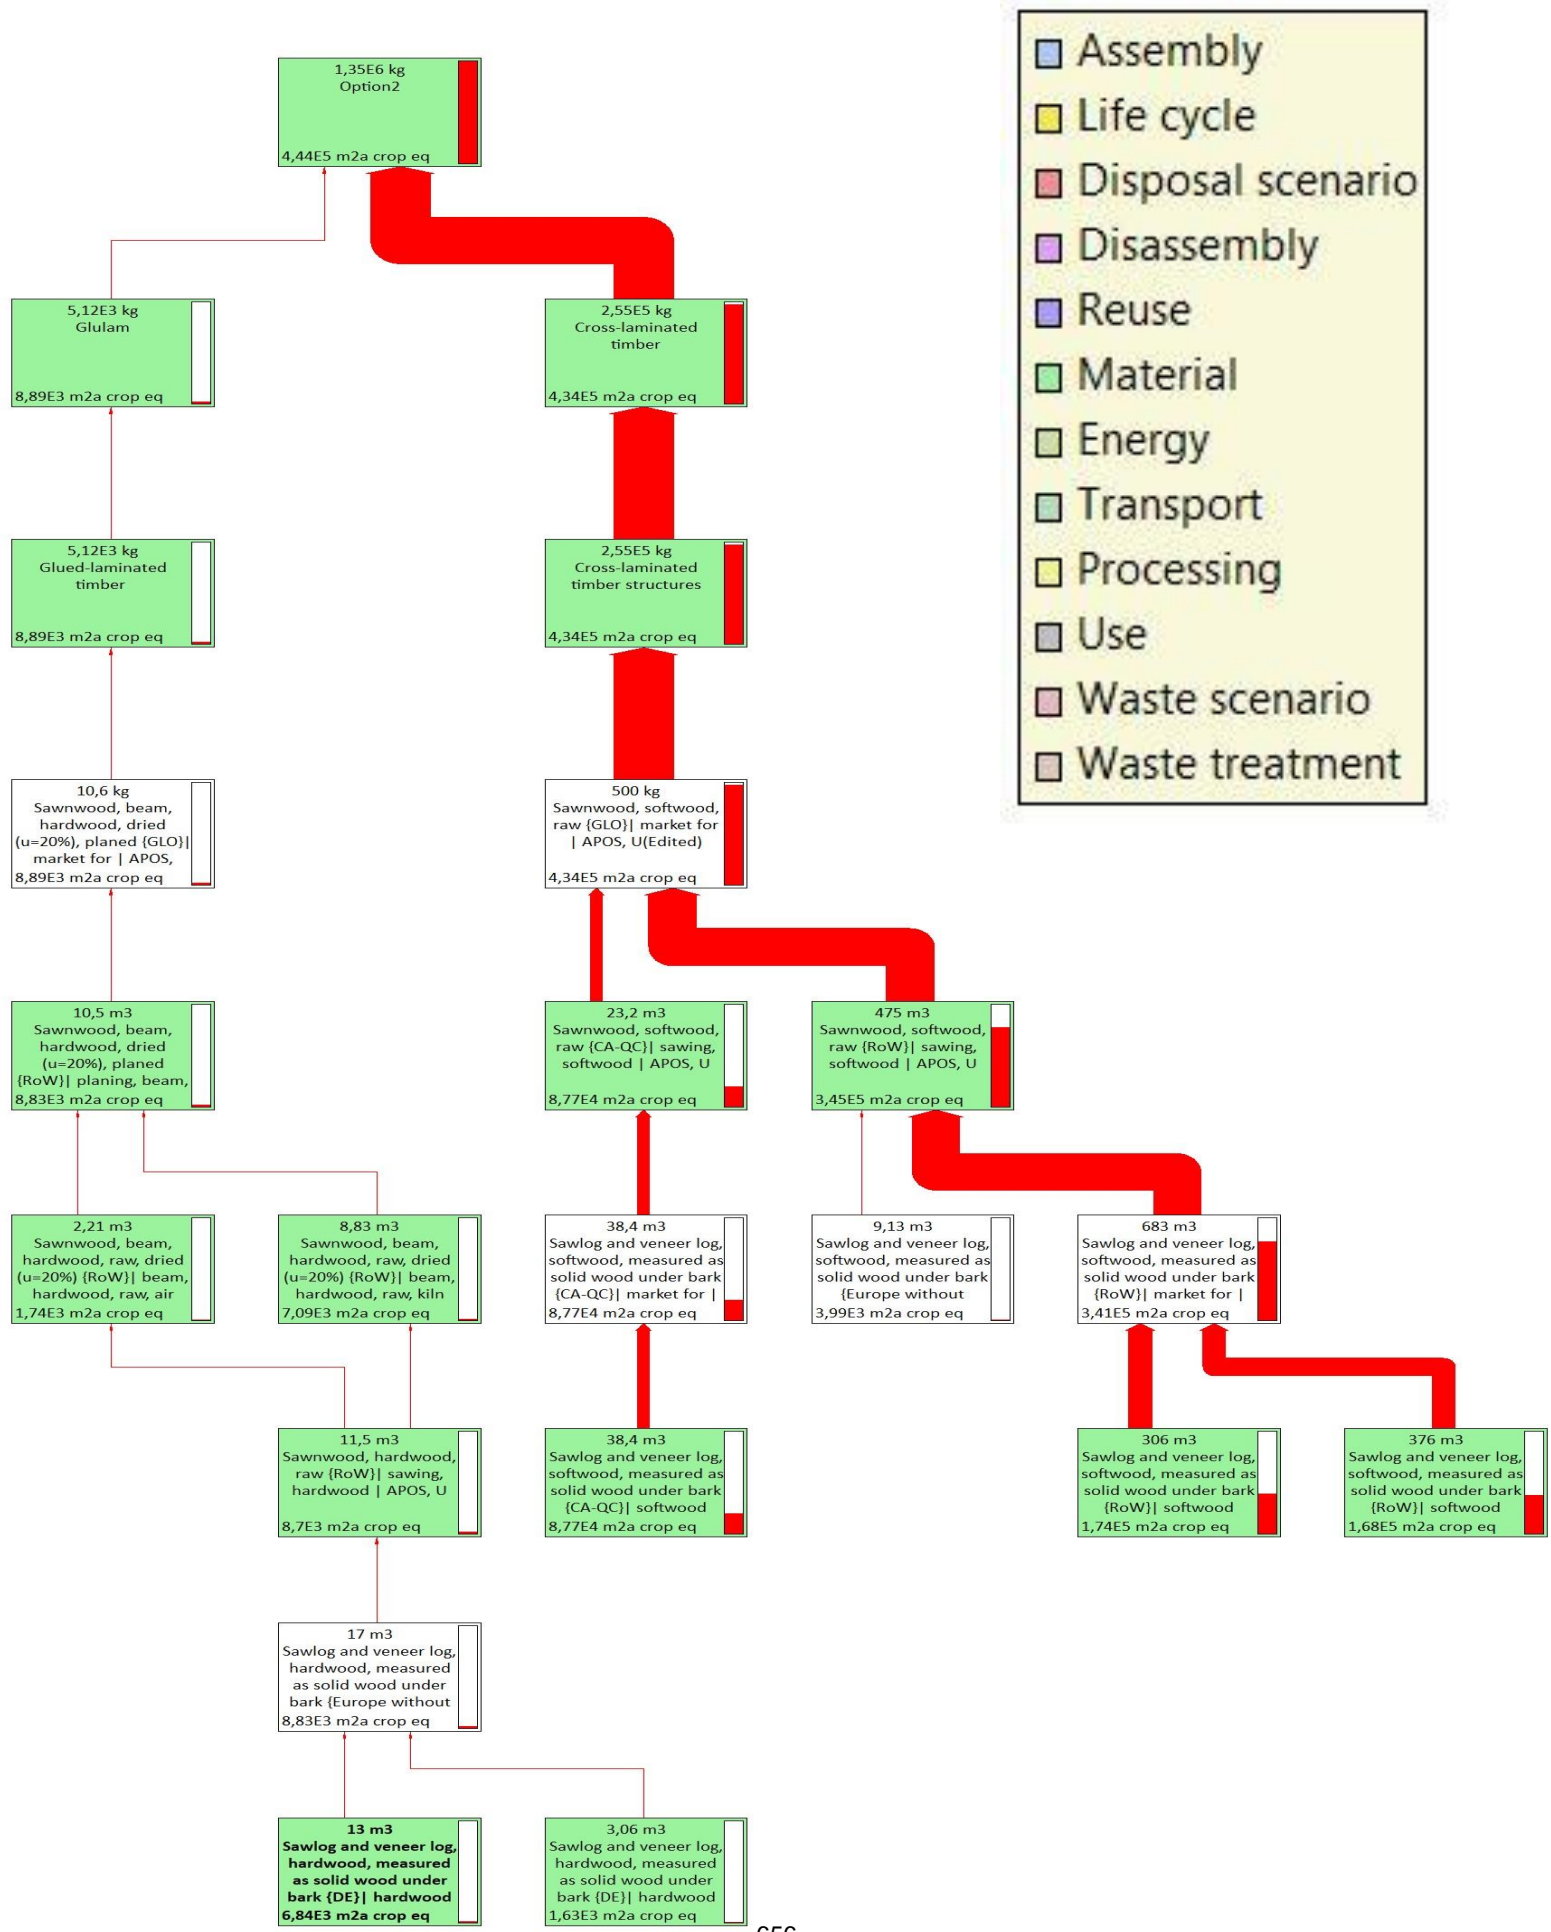 1,35E6 kg
Option2
4,44E5 m2a crop eq
Assembly
Life cycle
Disposal scenario
Disassembly
Reuse
Material
Energy
Transport
Processing
Use
Waste scenario
Waste treatment
5,12E3 kg
Glulam
8,89E3 m2a crop eq
2,55E5 kg
Cross-laminated
timber
4,34E5 m2a crop eq
5,12E3 kg
Glued-laminated
timber
8,89E3 m2a crop eq
2,55E5 kg
Cross-laminated
timber structures
4,34E5 m2a crop eq
10,6 kg
Sawnwood, beam,
hardwood, dried
(u=20%), planed {GLO}|
market for | APOS,
8,89E3 m2a crop eq
500 kg
Sawnwood, softwood,
raw {GLO}| market for
| APOS, U(Edited)
4,34E5 m2a crop eq
10,5 m3
Sawnwood, beam,
hardwood, dried
(u=20%), planed
{RoW}| planing, beam,
8,83E3 m2a crop eq
23,2 m3
Sawnwood, softwood,
raw {CA-QC}| sawing,
softwood | APOS, U
8,77E4 m2a crop eq
475 m3
Sawnwood, softwood,
raw {RoW}| sawing,
softwood | APOS, U
3,45E5 m2a crop eq
2,21 m3
Sawnwood, beam,
hardwood, raw, dried
(u=20%) {RoW}| beam,
hardwood, raw, air
1,74E3 m2a crop eq
8,83 m3
Sawnwood, beam,
hardwood, raw, dried
(u=20%) {RoW}| beam,
hardwood, raw, kiln
7,09E3 m2a crop eq
38,4 m3
Sawlog and veneer log,
softwood, measured as
solid wood under bark
{CA-QC}| market for |
8,77E4 m2a crop eq
9,13 m3
Sawlog and veneer log,
softwood, measured as
solid wood under bark
{Europe without
3,99E3 m2a crop eq
683 m3
Sawlog and veneer log,
softwood, measured as
solid wood under bark
{RoW}| market for |
3,41E5 m2a crop eq
11,5 m3
Sawnwood, hardwood,
raw {RoW}| sawing,
hardwood | APOS, U
8,7E3 m2a crop eq
38,4 m3
Sawlog and veneer log,
softwood, measured as
solid wood under bark
{CA-QC}| softwood
8,77E4 m2a crop eq
306 m3
Sawlog and veneer log,
softwood, measured as
solid wood under bark
{RoW}| softwood
1,74E5 m2a crop eq
376 m3
Sawlog and veneer log,
softwood, measured as
solid wood under bark
{RoW}| softwood
1,68E5 m2a crop eq
17 m3
Sawlog and veneer log,
hardwood, measured
as solid wood under
bark {Europe without
8,83E3 m2a crop eq
13 m3
Sawlog and veneer log,
hardwood, measured
as solid wood under
bark {DE}| hardwood
6,84E3 m2a crop eq
3,06 m3
Sawlog and veneer log,
hardwood, measured
as solid wood under
bark {DE}| hardwood
1,63E3 m2a crop eq